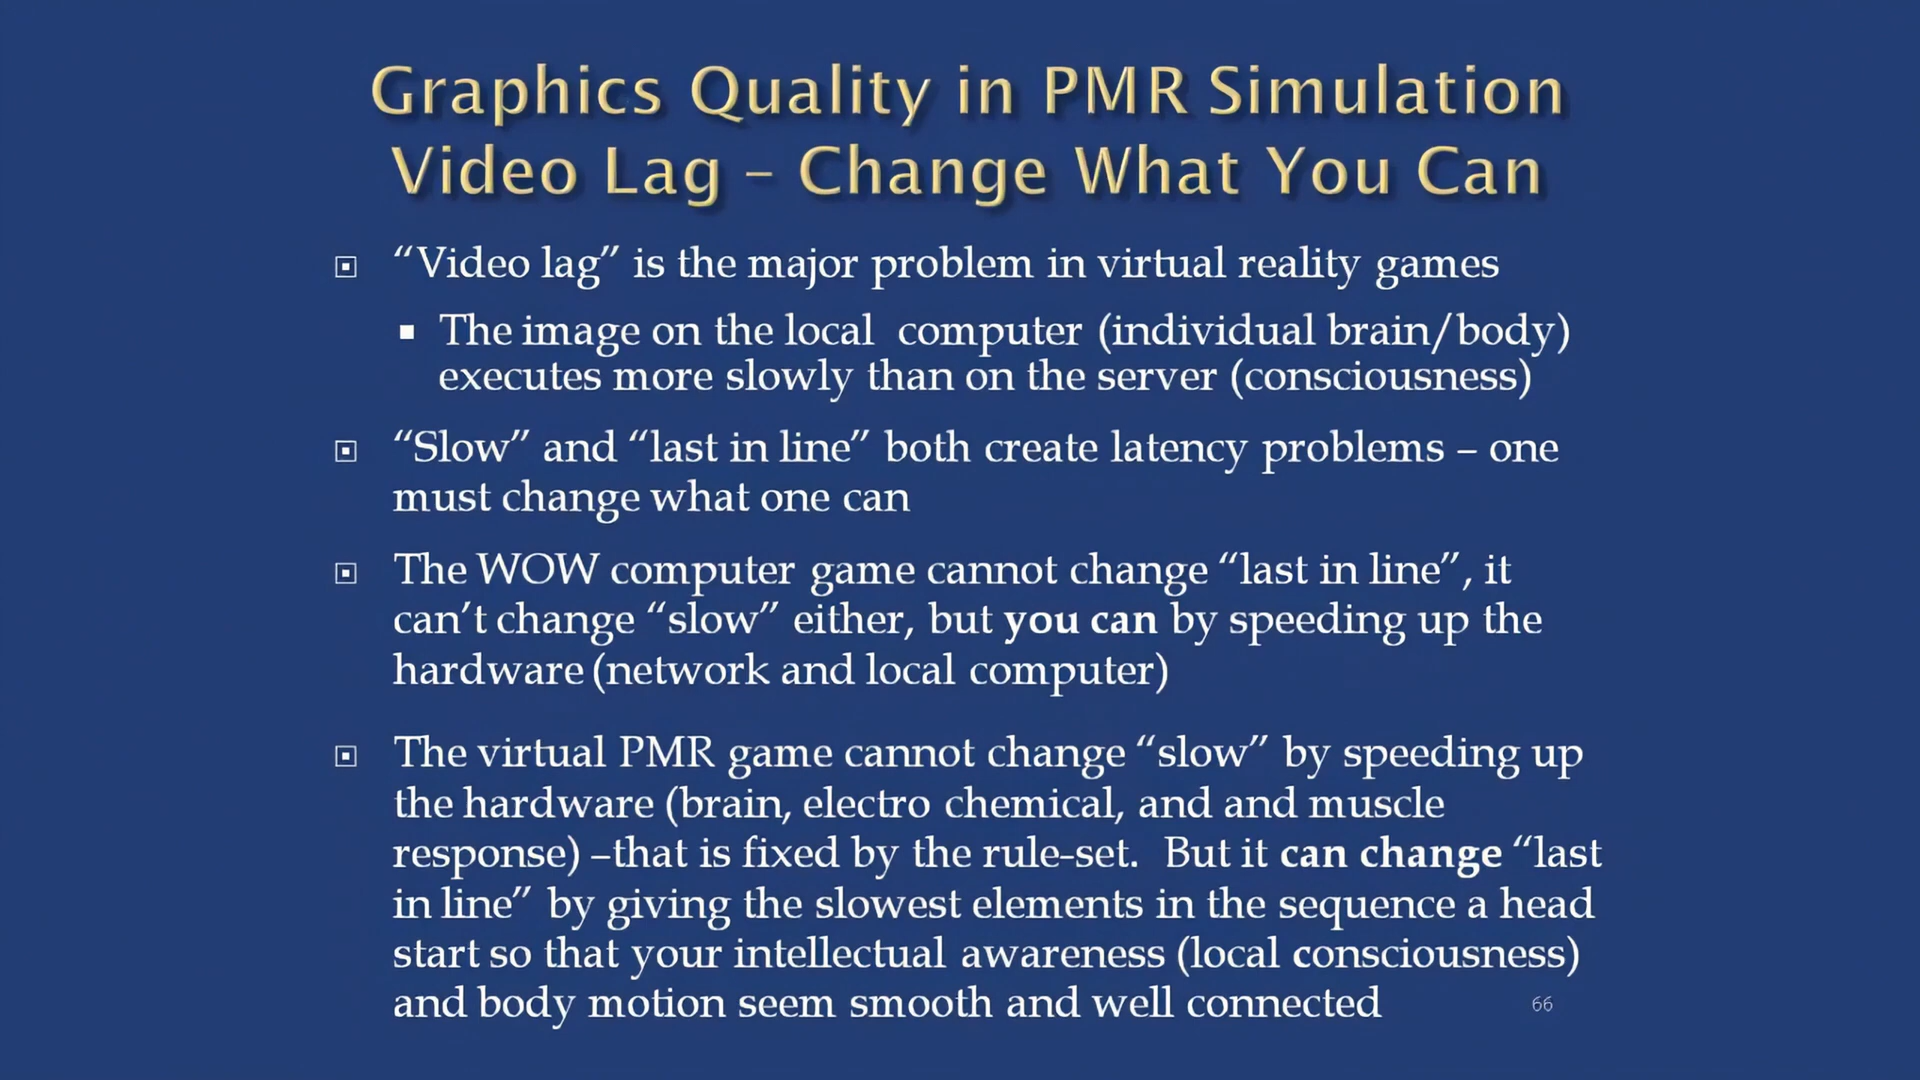 Graphics Quality in PMR Simulation
Video Lag – Change What You Can
“Video lag” is the major problem in virtual reality games
The image on the local computer (individual brain/body)
executes more slowly than on the server (consciousness)
“Slow” and “last in line” both create latency problems – one
must change what one can
The WOW computer game cannot change “last in line”, it
can’t change “slow” either, but you can by speeding up the
hardware (network and local computer)
The virtual PMR game cannot change “slow” by speeding up
the hardware (brain, electro chemical, and and muscle
response) –that is fixed by the rule-set. But it can change “last
in line” by giving the slowest elements in the sequence a head
start so that your intellectual awareness (local consciousness)
and body motion seem smooth and well connected
66